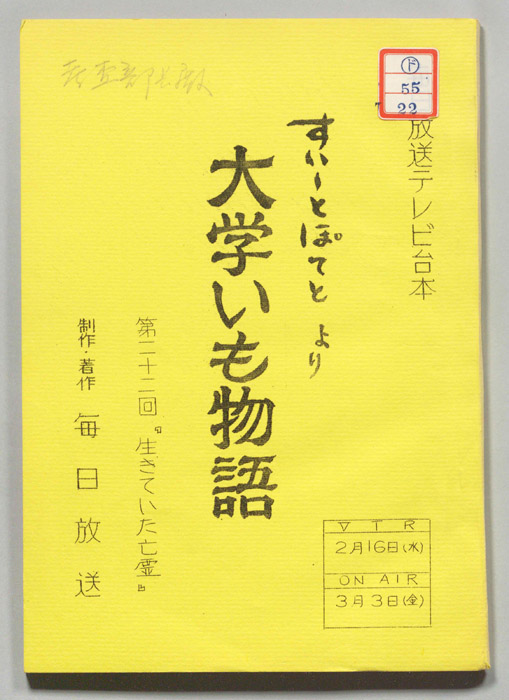 ド
55
22
放送テレビ台本
すいーとぽてと より
大学いも物語
第二十二回 〝生きていた亡霊〟
制作・著作 毎日放送
VTR
2月16日(水)
ON AIR
3月3日(金)